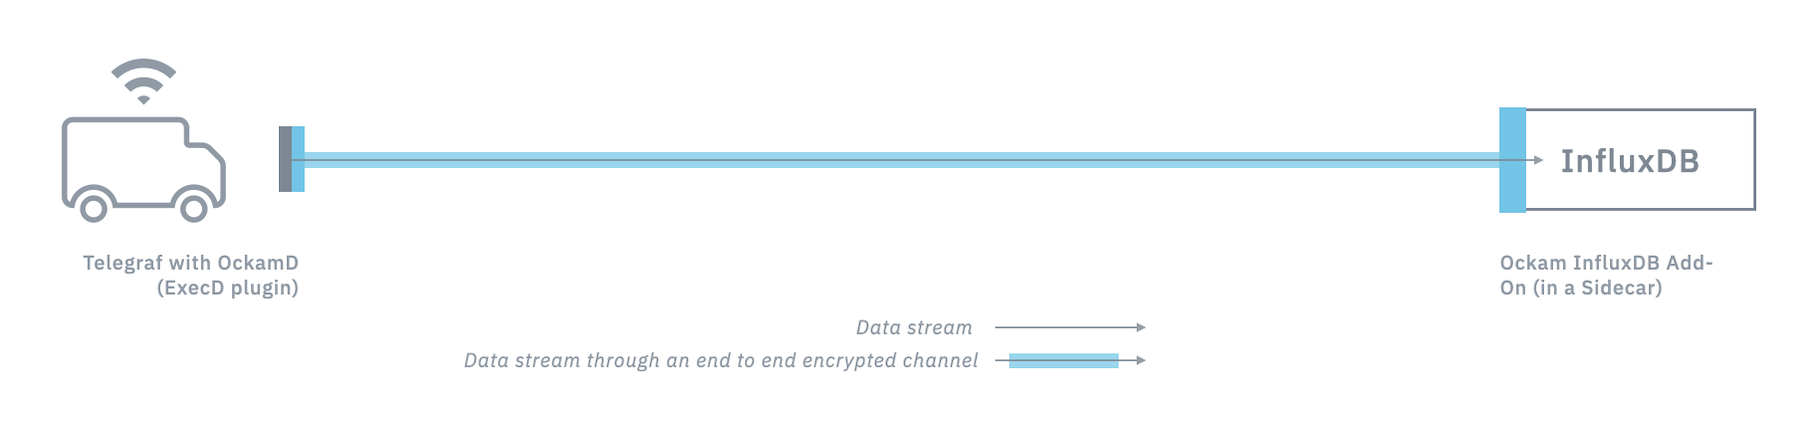 InfluxDB
Telegraf with OckamD
(ExecD plugin)
Ockam InfluxDB Add-
On (in a Sidecar)
Data stream
Data stream through an end to end encrypted channel